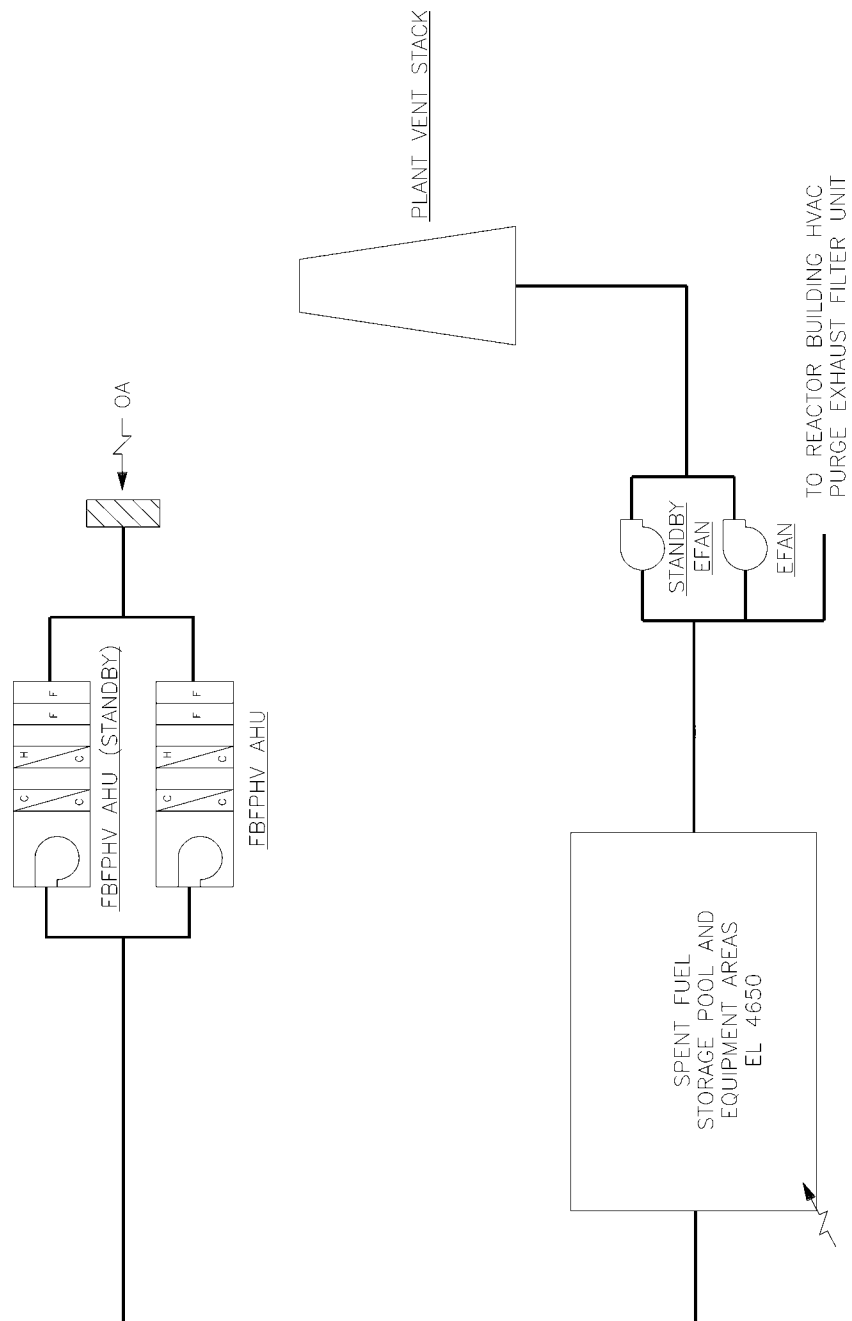 PLANT VENT STACK
OA
FBFPHV AHU (STANDBY)
C C H C F F
FBFPHV AHU
C C H C F F
STANDBY
EFAN
EFAN
TO REACTOR BUILDING HVAC
PURGE EXHAUST FILTER UNIT
SPENT FUEL
STORAGE POOL AND
EQUIPMENT AREAS
EL 4650